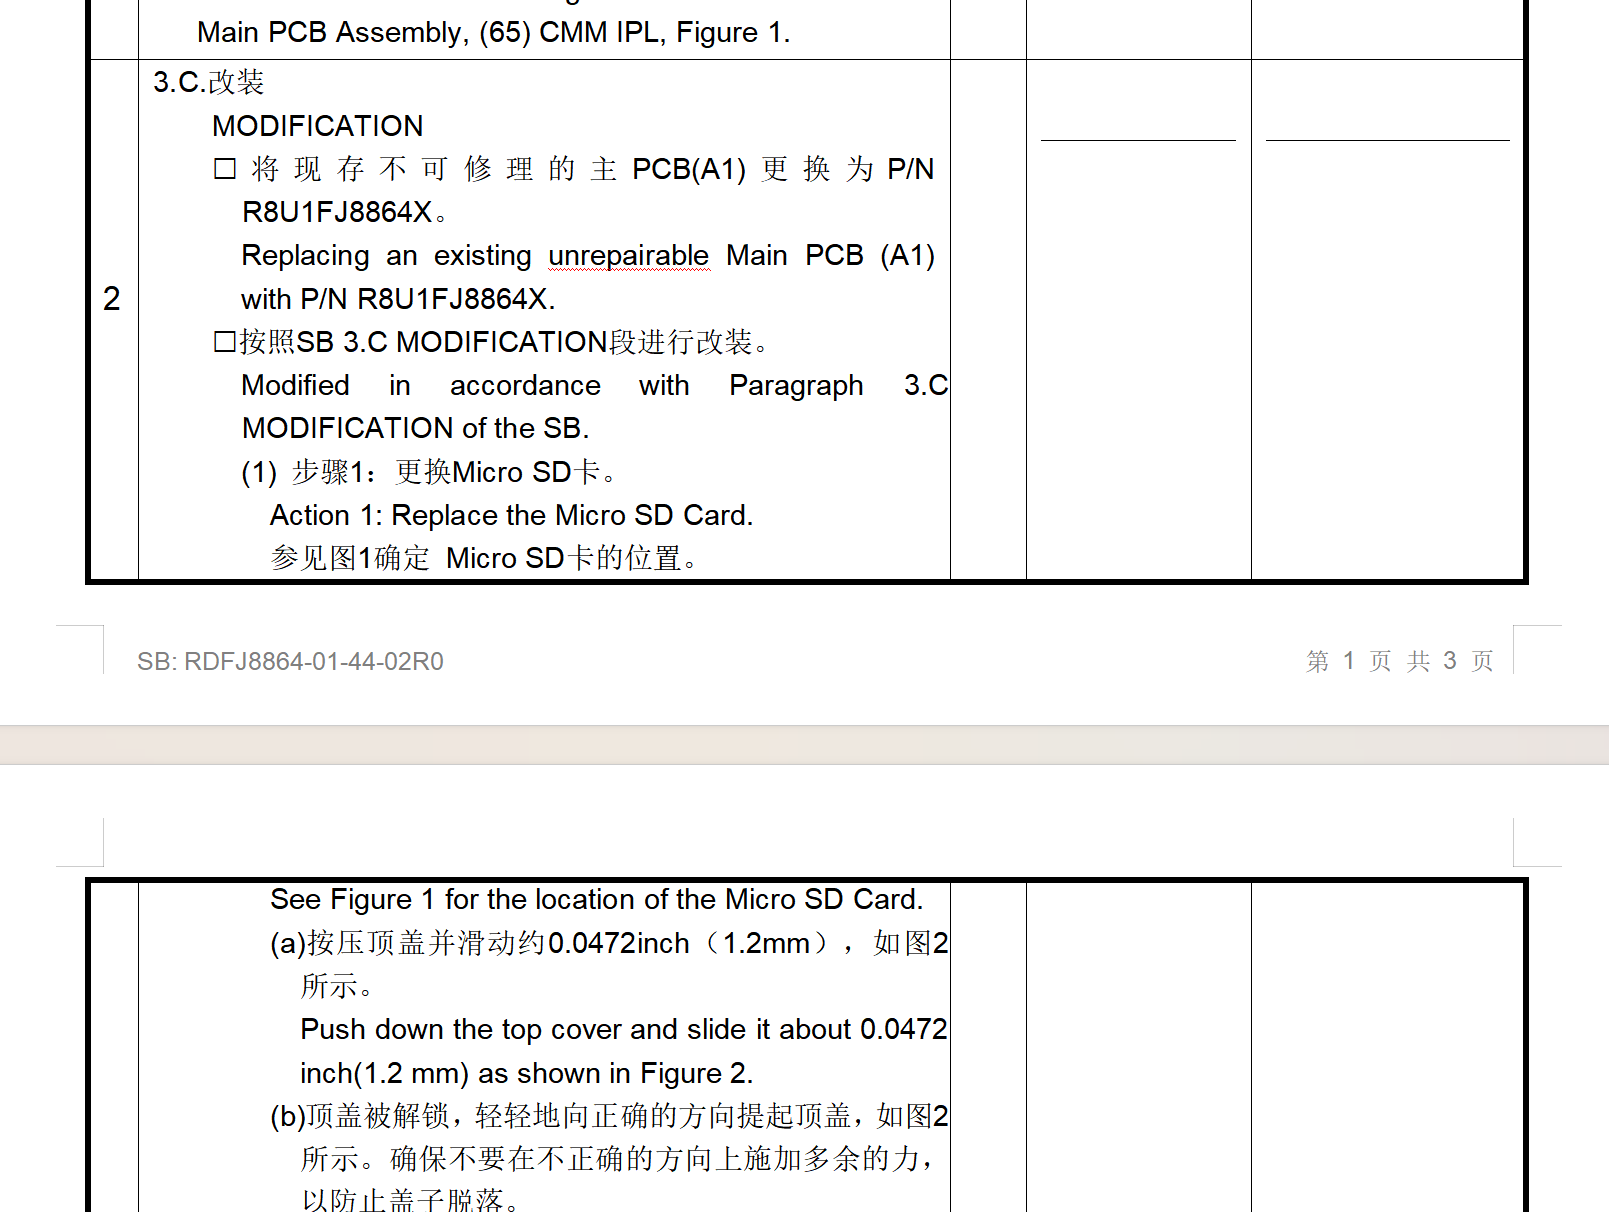 Main PCB Assembly, (65) CMM IPL, Figure 1.
2
3.C.改装
MODIFICATION
☐ 将现存不可修理的主 PCB(A1) 更换为 P/N
R8U1FJ8864X。
Replacing an existing unrepairable Main PCB (A1)
with P/N R8U1FJ8864X.
☐按照SB 3.C MODIFICATION段进行改装。
Modified in accordance with Paragraph 3.C
MODIFICATION of the SB.
(1) 步骤1：更换Micro SD卡。
Action 1: Replace the Micro SD Card.
参见图1确定 Micro SD卡的位置。
SB: RDFJ8864-01-44-02R0
第 1 页 共 3 页
See Figure 1 for the location of the Micro SD Card.
(a)按压顶盖并滑动约0.0472inch（1.2mm），如图2
所示。
Push down the top cover and slide it about 0.0472
inch(1.2 mm) as shown in Figure 2.
(b)顶盖被解锁，轻轻地向正确的方向提起顶盖，如图2
所示。确保不要在不正确的方向上施加多余的力，
以防止盖子脱落。